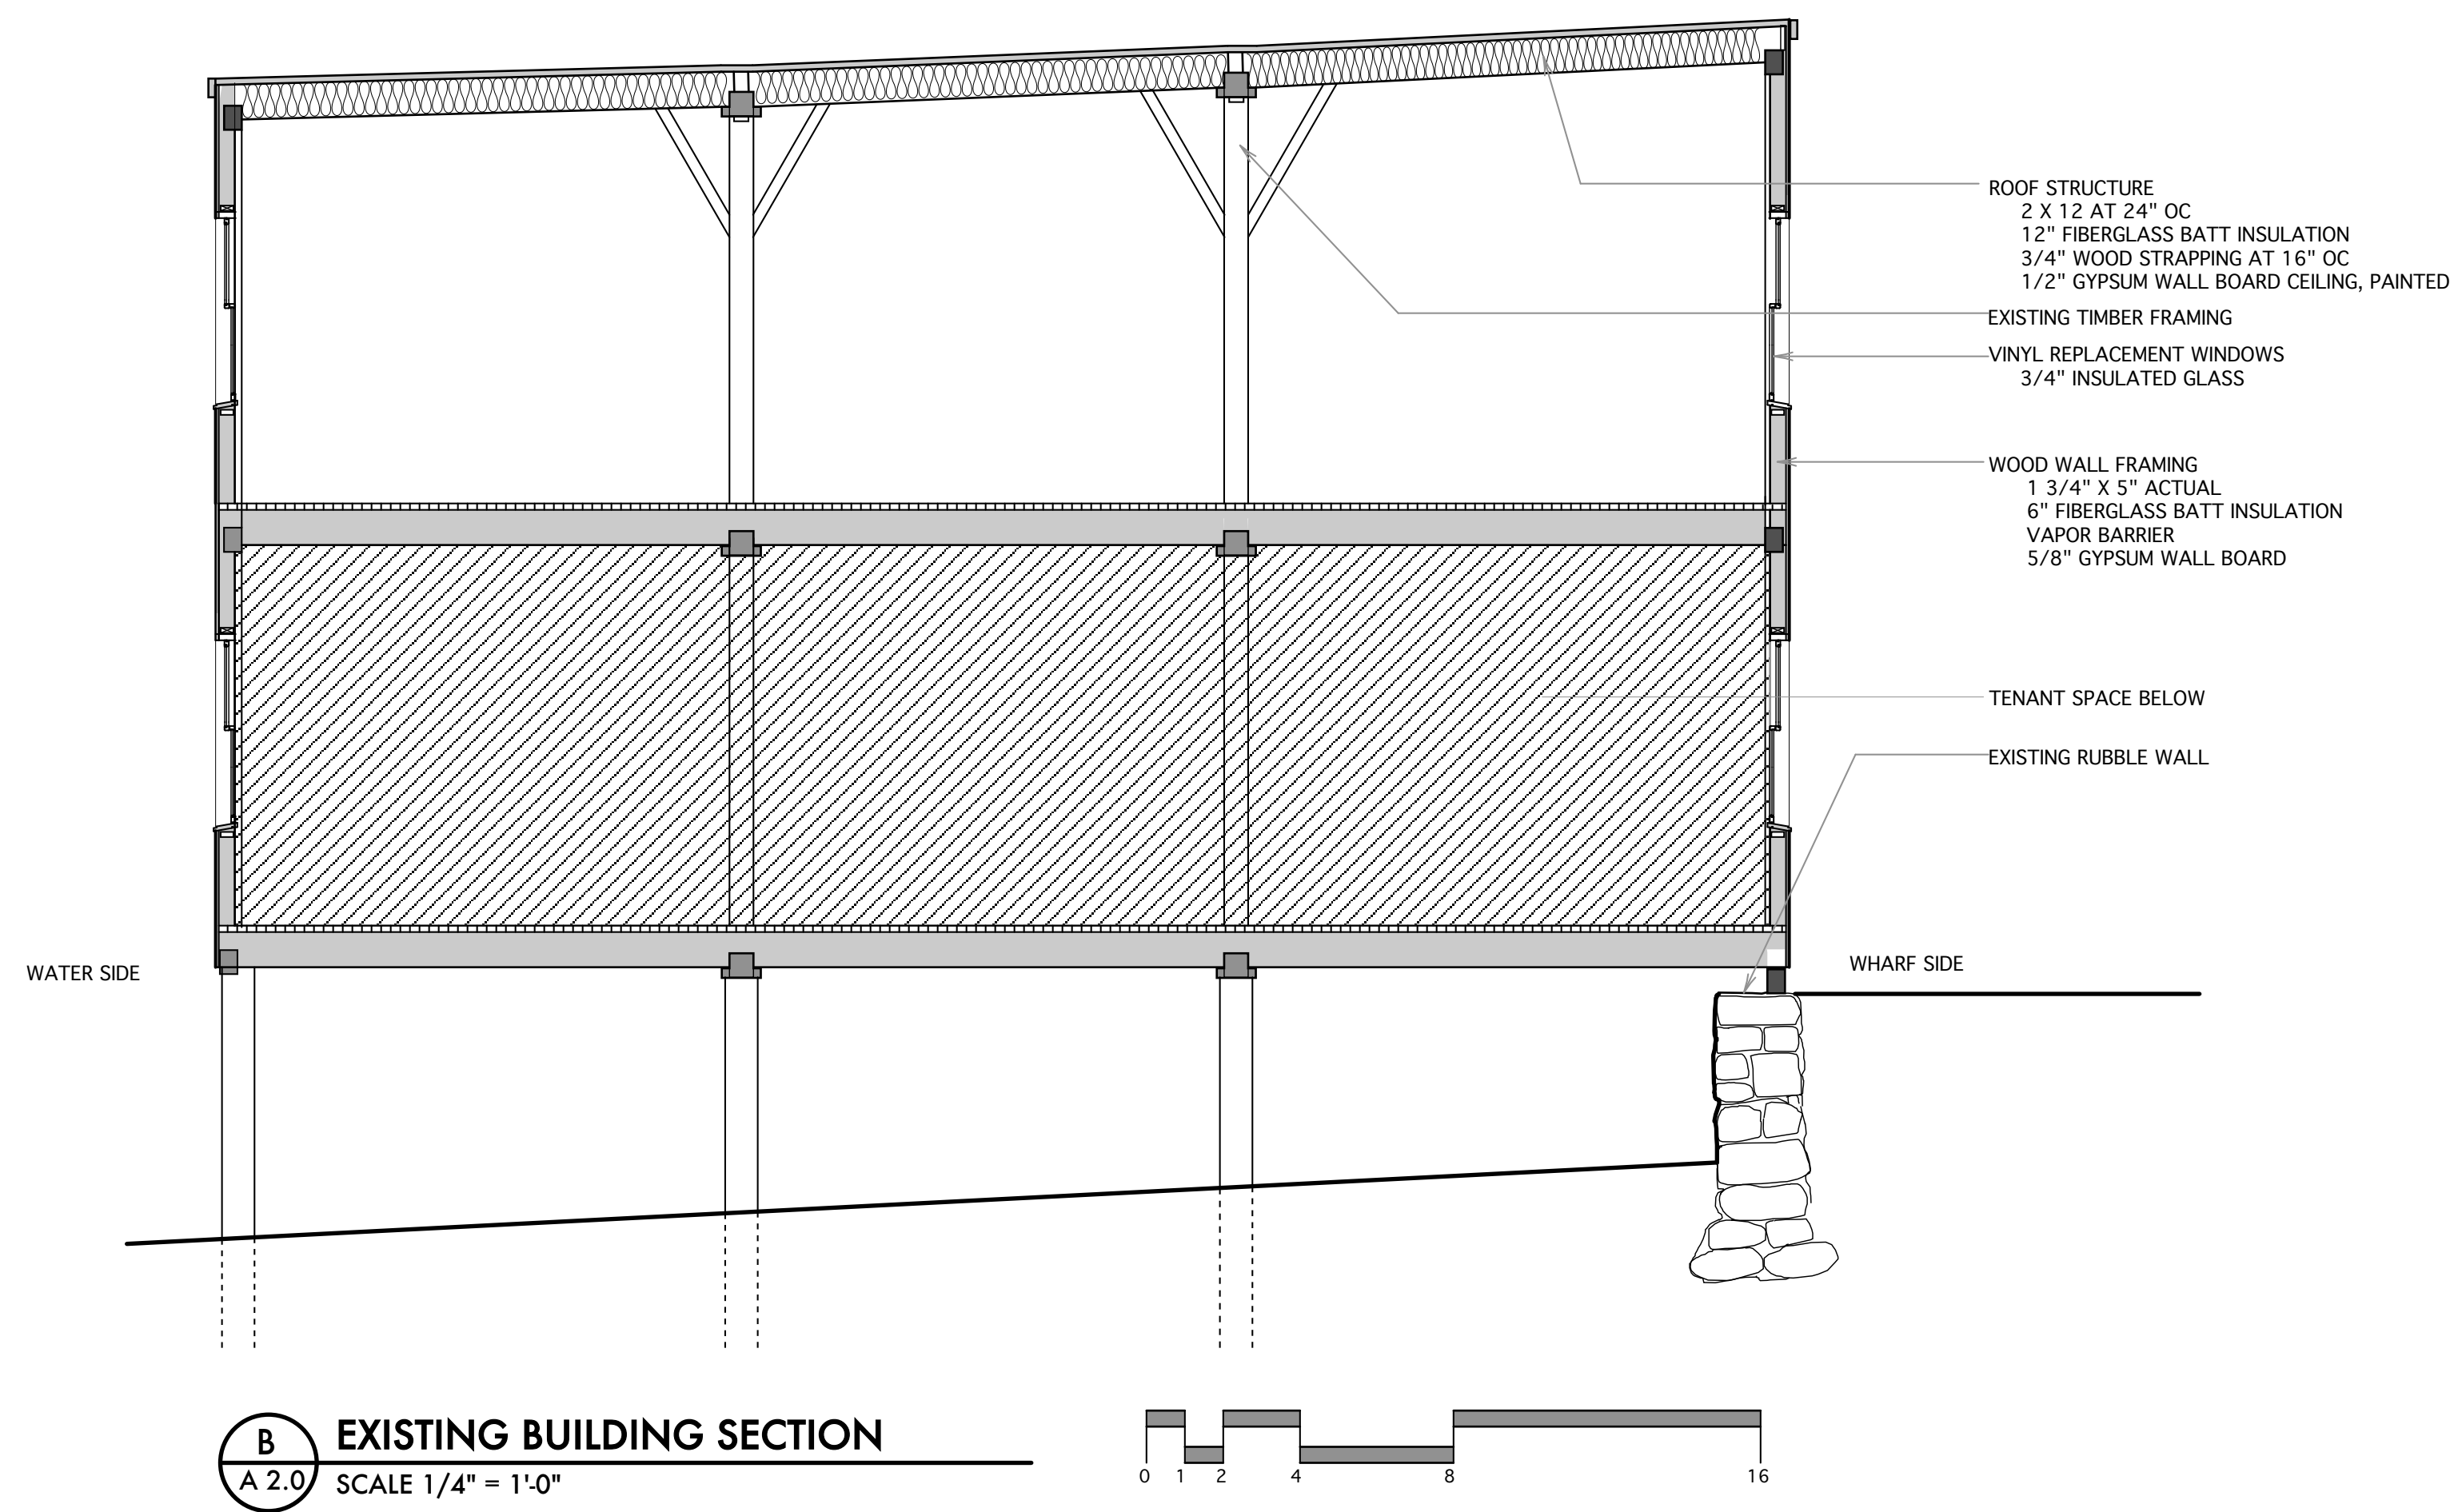 ROOF STRUCTURE
2 X 12 AT 24" OC
12" FIBERGLASS BATT INSULATION
3/4" WOOD STRAPPING AT 16" OC
1/2" GYPSUM WALL BOARD CEILING, PAINTED
EXISTING TIMBER FRAMING
VINYL REPLACEMENT WINDOWS
3/4" INSULATED GLASS
WOOD WALL FRAMING
1 3/4" X 5" ACTUAL
6" FIBERGLASS BATT INSULATION
VAPOR BARRIER
5/8" GYPSUM WALL BOARD
TENANT SPACE BELOW
EXISTING RUBBLE WALL
WATER SIDE
WHARF SIDE
B
A 2.0
EXISTING BUILDING SECTION
SCALE 1/4" = 1'-0"
0 1 2 4 8 16